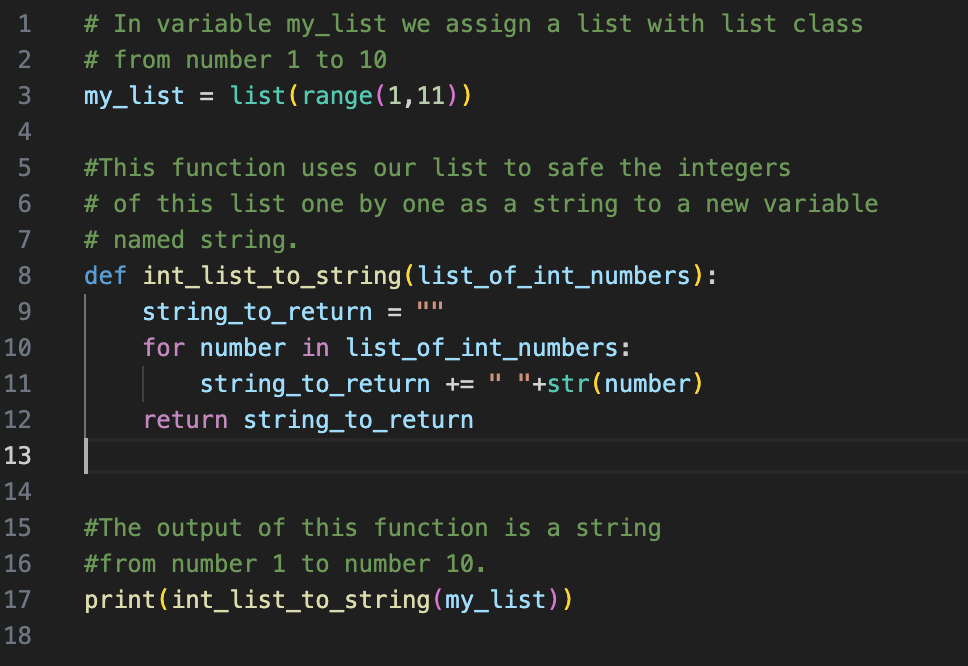 1 # In variable my_list we assign a list with list class
2 # from number 1 to 10
3 my_list = list(range(1,11))
4
5 #This function uses our list to safe the integers
6 # of this list one by one as a string to a new variable
7 # named string.
8 def int_list_to_string(list_of_int_numbers):
9     string_to_return = ""
10     for number in list_of_int_numbers:
11         string_to_return += " "+str(number)
12     return string_to_return
13
14
15 #The output of this function is a string
16 #from number 1 to number 10.
17 print(int_list_to_string(my_list))
18